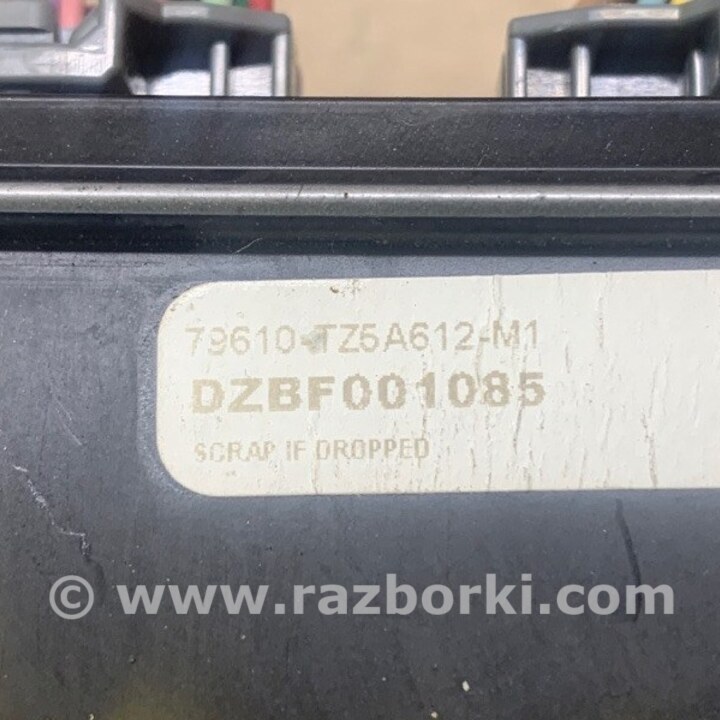 79610-TZ5A612-M1
DZBF001085
SCRAP IF DROPPED
© www.razborki.com